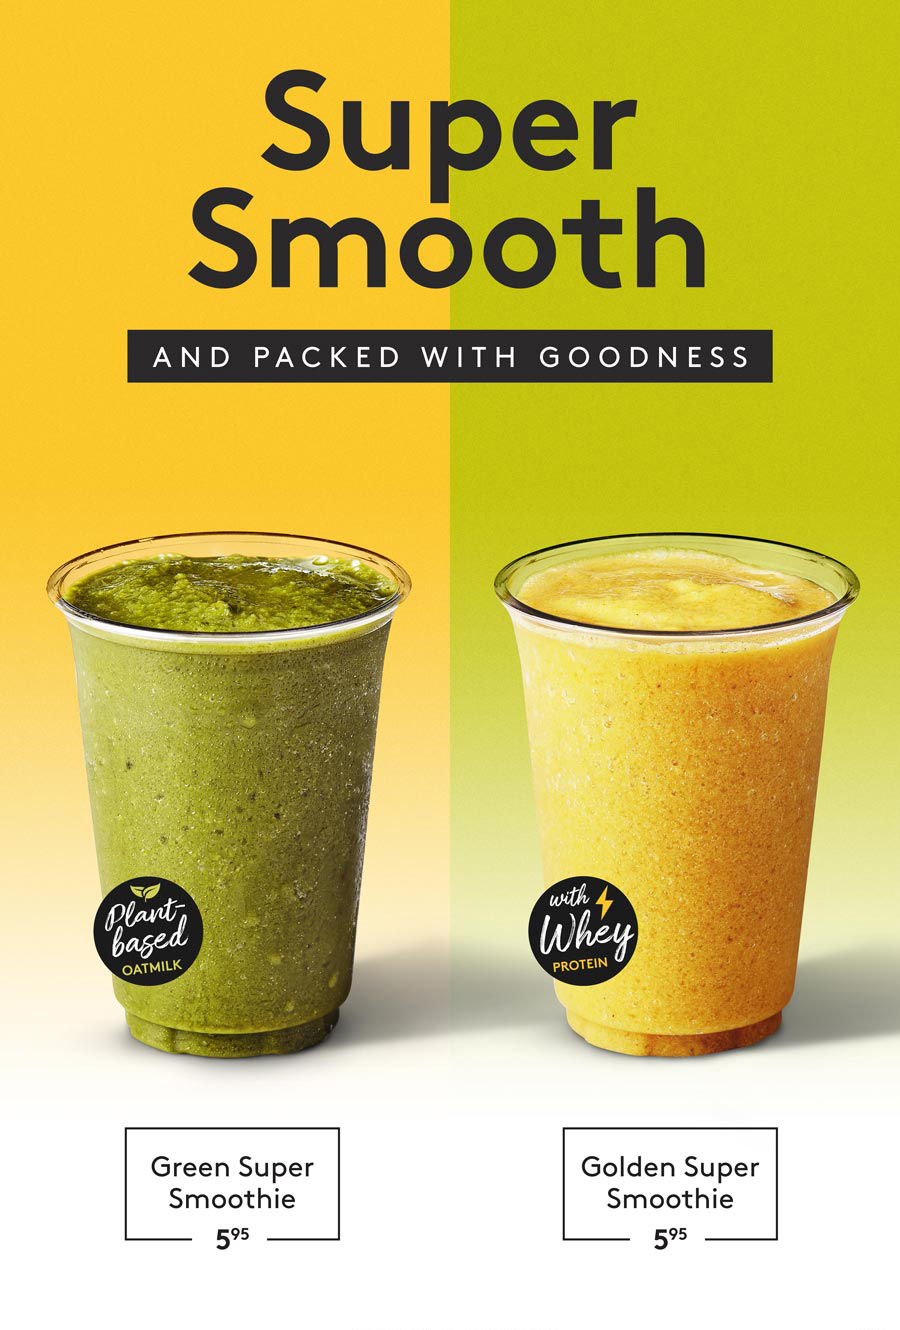 Super
Smooth
AND PACKED WITH GOODNESS
Plant-
based
OATMILK
with
Whey
PROTEIN
Green Super
Smoothie
5⁹⁵
Golden Super
Smoothie
5⁹⁵